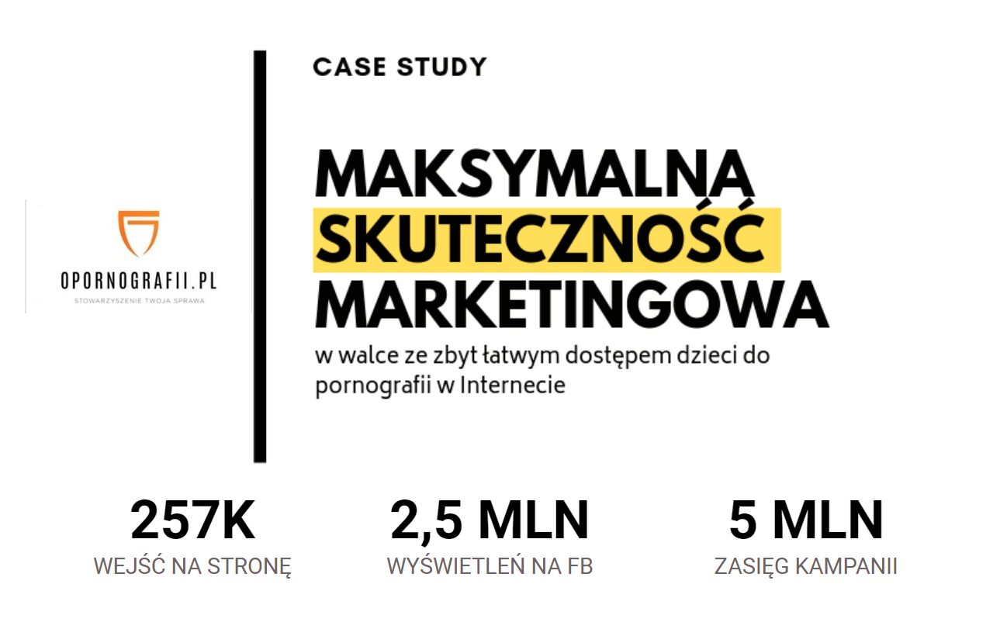 CASE STUDY
MAKSYMALNA
SKUTECZNOŚĆ
MARKETINGOWA
w walce ze zbyt łatwym dostępem dzieci do
pornografii w Internecie
OPORNOGRAFII.PL
STOWARZYSZENIE TWOJA SPRAWA
257K
WEJŚĆ NA STRONĘ
2,5 MLN
WYŚWIETLEŃ NA FB
5 MLN
ZASIĘG KAMPANII